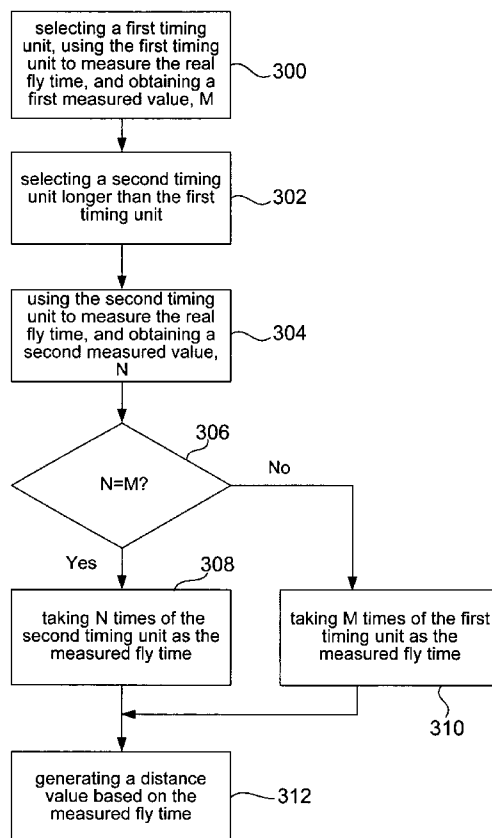 selecting a first timing
unit, using the first timing
unit to measure the real
fly time, and obtaining a
first measured value, M
300
selecting a second timing
unit longer than the first
timing unit
302
using the second timing
unit to measure the real
fly time, and obtaining
a second measured value,
N
304
306
N=M?
No
Yes
308
taking N times of the
second timing unit as the
measured fly time
taking M times of the first
timing unit as the
measured fly time
310
generating a distance
value based on the
measured fly time
312